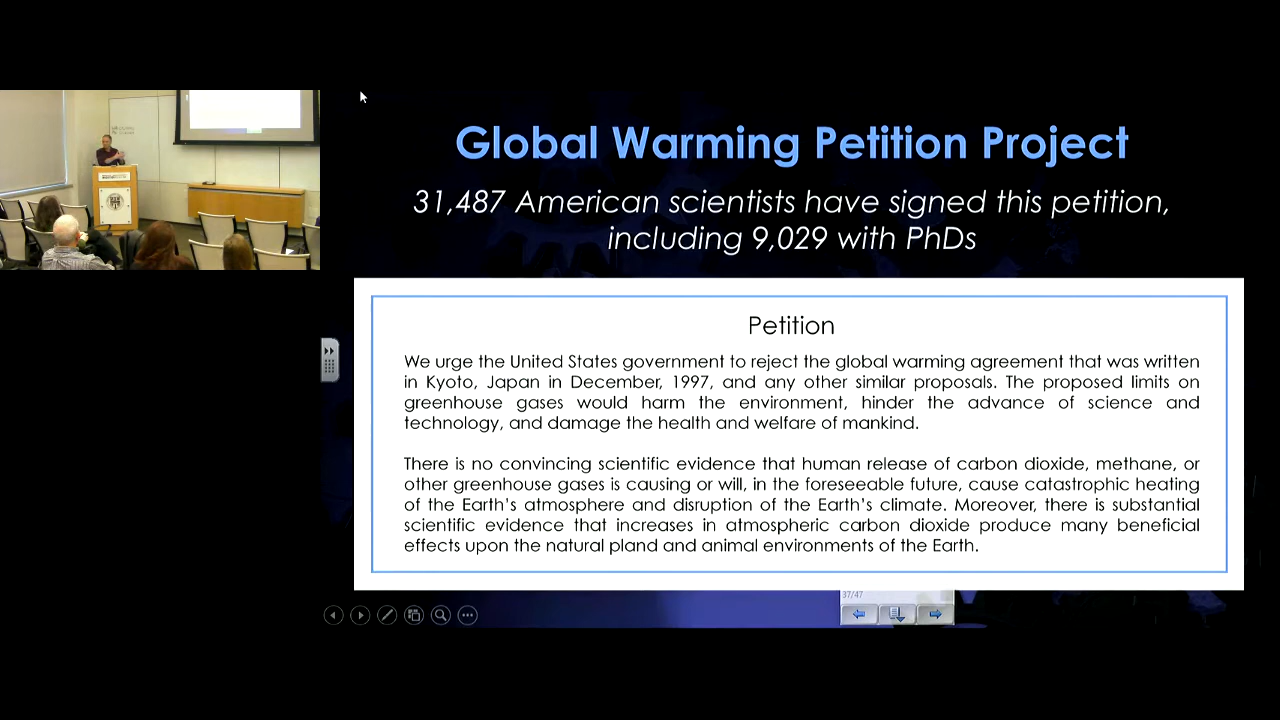 Global Warming Petition Project
31,487 American scientists have signed this petition,
including 9,029 with PhDs
Petition
We urge the United States government to reject the global warming agreement that was written
in Kyoto, Japan in December, 1997, and any other similar proposals. The proposed limits on
greenhouse gases would harm the environment, hinder the advance of science and
technology, and damage the health and welfare of mankind.
There is no convincing scientific evidence that human release of carbon dioxide, methane, or
other greenhouse gases is causing or will, in the foreseeable future, cause catastrophic heating
of the Earth's atmosphere and disruption of the Earth's climate. Moreover, there is substantial
scientific evidence that increases in atmospheric carbon dioxide produce many beneficial
effects upon the natural pland and animal environments of the Earth.
37/47